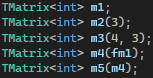 TMatrix<int> m1;
TMatrix<int> m2(3);
TMatrix<int> m3(4, 3);
TMatrix<int> m4(fm1);
TMatrix<int> m5(m4);